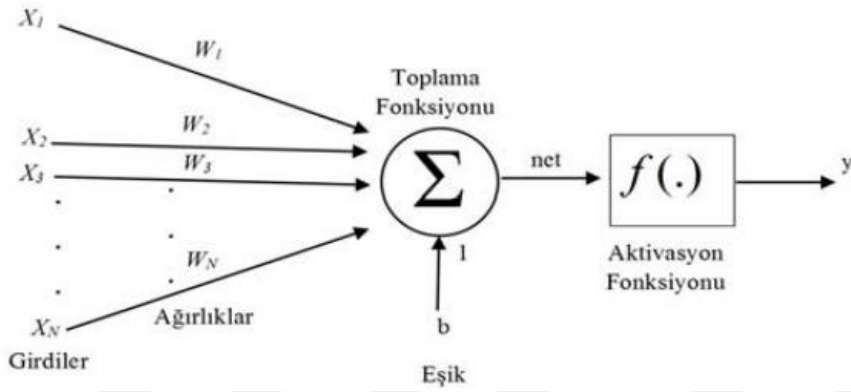 X1
W1
Toplama
Fonksiyonu
X2
W2
X3
W3
Σ
net
f(.)
y
1
Aktivasyon
Fonksiyonu
WN
XN
Ağırlıklar
b
Girdiler
Eşik